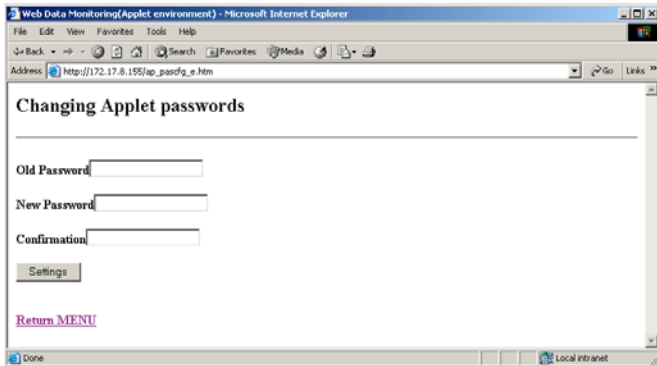 Web Data Monitoring(Applet environment) - Microsoft Internet Explorer
File Edit View Favorites Tools Help
Back Search Favorites Media
Address http://172.17.8.155/ap_pascfg_e.htm Go Links »
Changing Applet passwords
Old Password
New Password
Confirmation
Settings
Return MENU
Done Local intranet